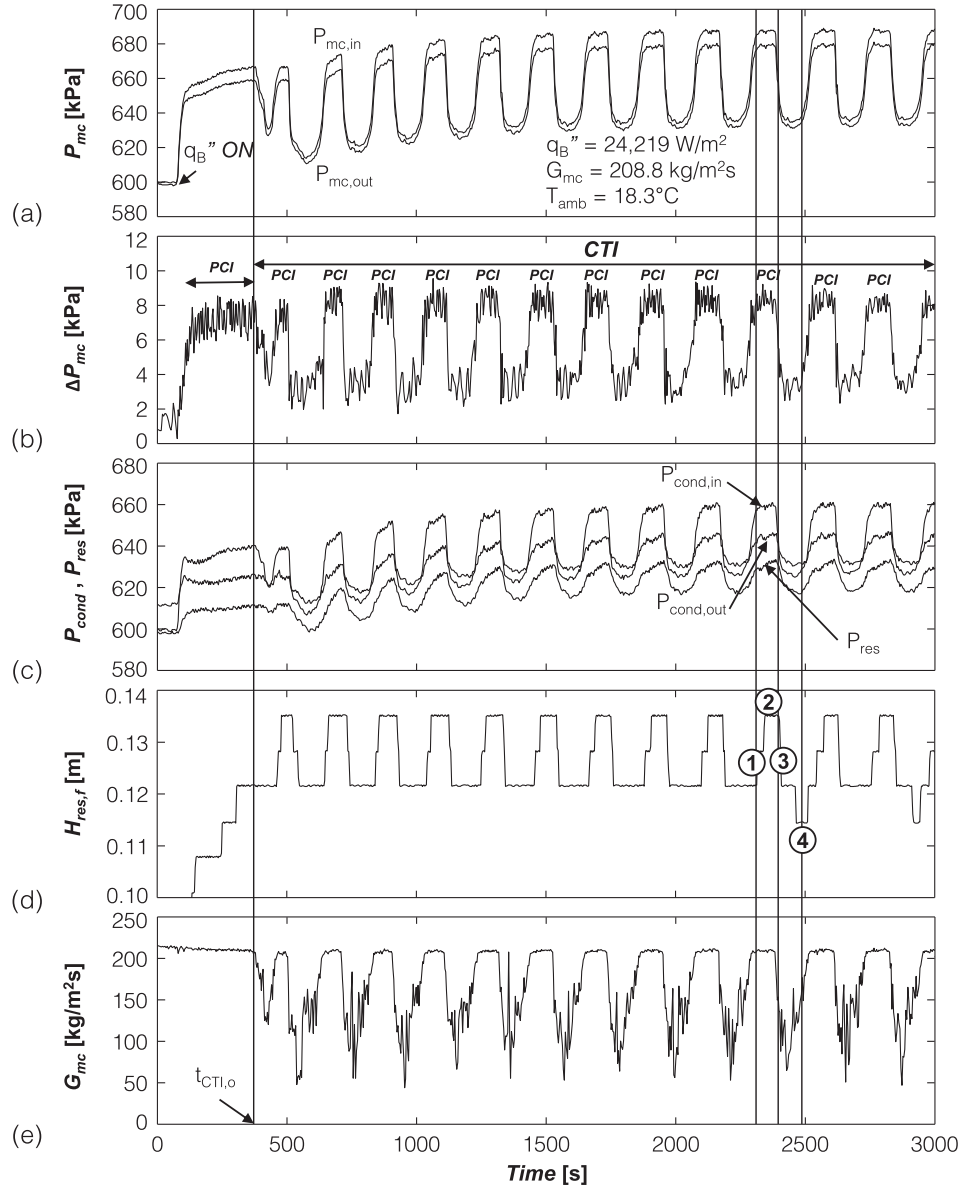 700
680
660
640
620
600
580
P_mc [kPa]
P_mc,in
P_mc,out
q_B” ON
q_B” = 24,219 W/m²
G_mc = 208.8 kg/m²s
T_amb = 18.3°C
(a)
12
10
8
6
4
2
0
ΔP_mc [kPa]
CTI
PCI
PCI PCI PCI PCI PCI PCI PCI PCI PCI PCI PCI PCI
(b)
680
660
640
620
600
580
P_cond , P_res [kPa]
P_cond,in
P_cond,out
P_res
(c)
0.14
0.13
0.12
0.11
0.10
H_res,f [m]
2
1
3
4
(d)
250
200
150
100
50
0
G_mc [kg/m²s]
t_CTI,o
(e)
0 500 1000 1500 2000 2500 3000
Time [s]